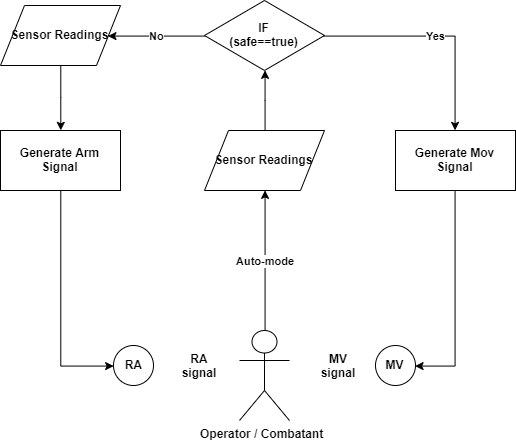 Sensor Readings
No
IF
(safe==true)
Yes
Generate Arm
Signal
Sensor Readings
Generate Mov
Signal
Auto-mode
RA
RA
signal
MV
signal
MV
Operator / Combatant